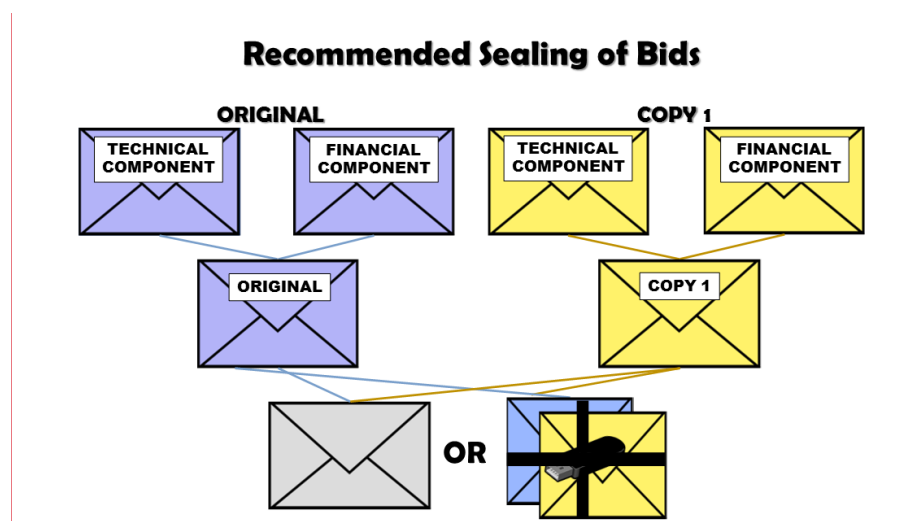 Recommended Sealing of Bids
ORIGINAL
COPY 1
TECHNICAL
COMPONENT
FINANCIAL
COMPONENT
TECHNICAL
COMPONENT
FINANCIAL
COMPONENT
ORIGINAL
COPY 1
OR